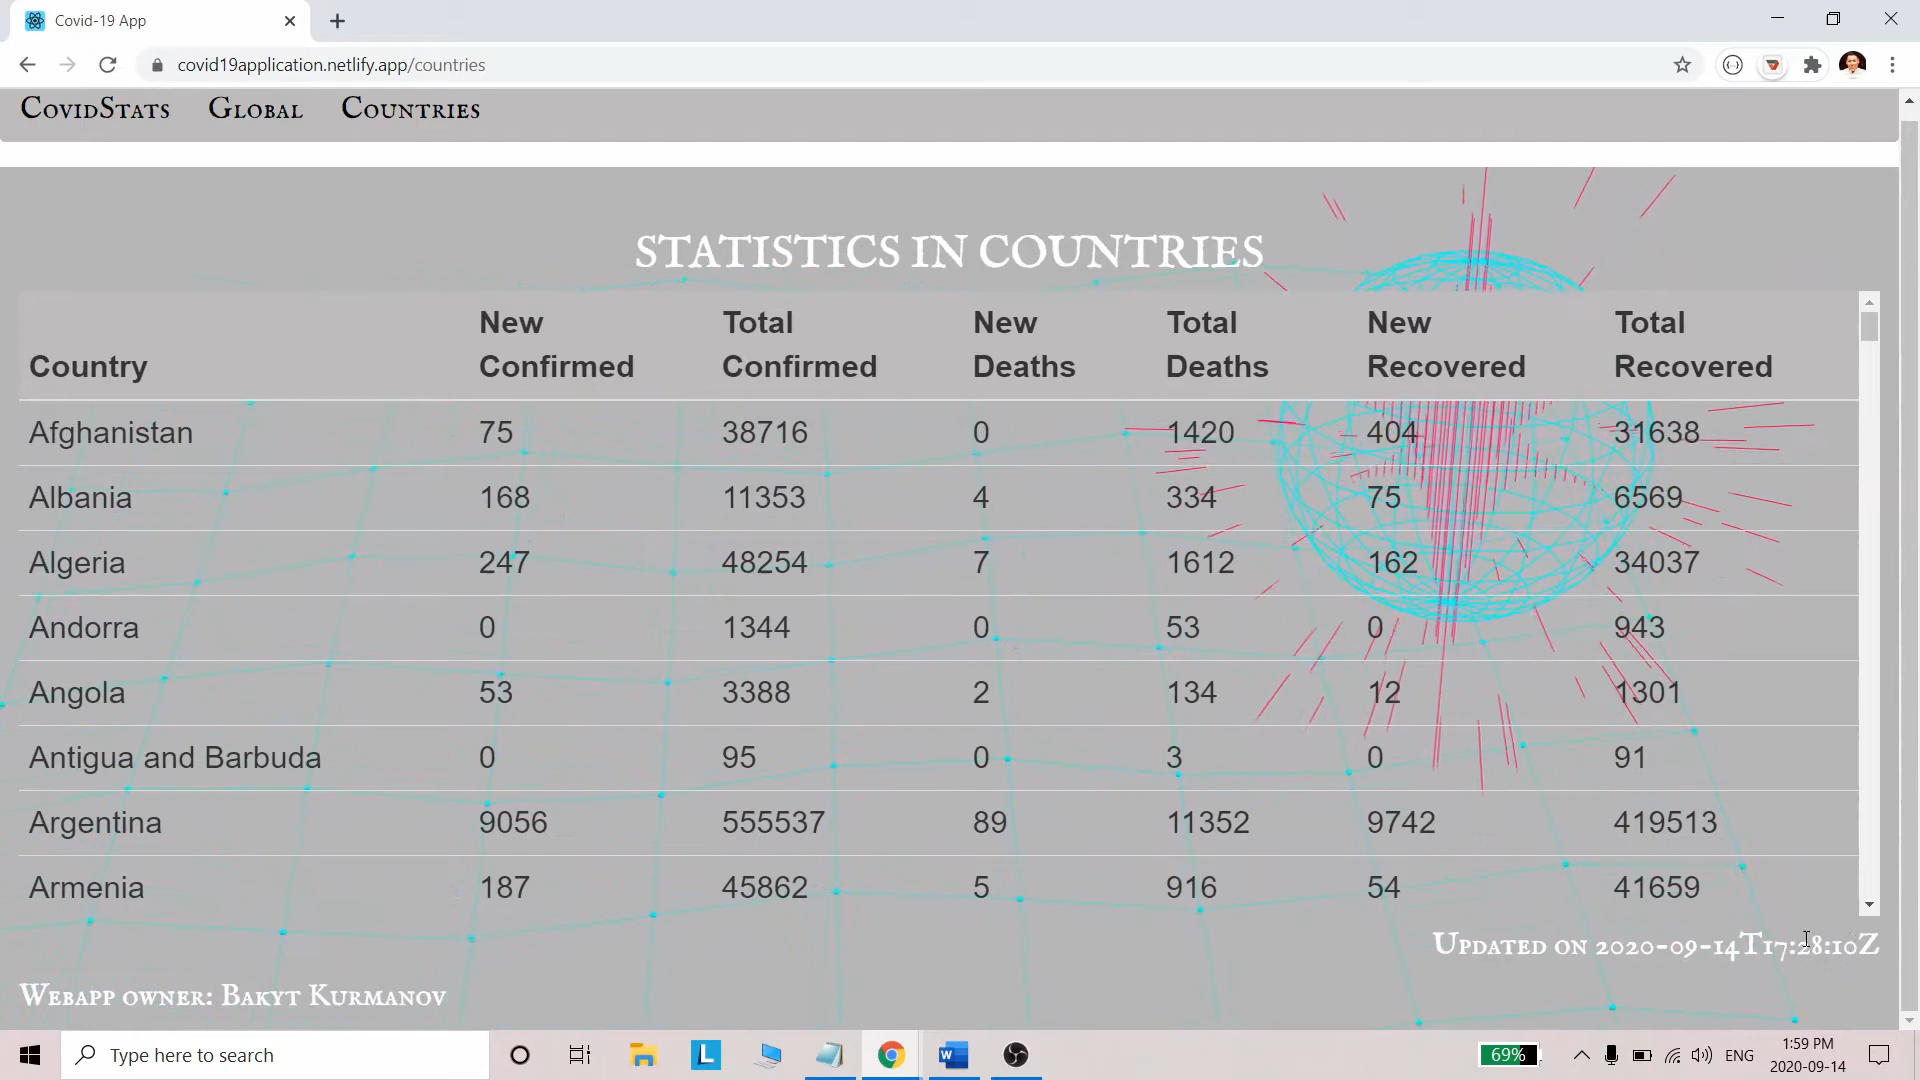 Covid-19 App
covid19application.netlify.app/countries
CovidStats Global Countries
STATISTICS IN COUNTRIES
Country New Confirmed Total Confirmed New Deaths Total Deaths New Recovered Total Recovered
Afghanistan 75 38716 0 1420 404 31638
Albania 168 11353 4 334 75 6569
Algeria 247 48254 7 1612 162 34037
Andorra 0 1344 0 53 0 943
Angola 53 3388 2 134 12 1301
Antigua and Barbuda 0 95 0 3 0 91
Argentina 9056 555537 89 11352 9742 419513
Armenia 187 45862 5 916 54 41659
Updated on 2020-09-14T17:28:10Z
Webapp owner: Bakyt Kurmanov
Type here to search
L
W
69%
ENG
1:59 PM
2020-09-14